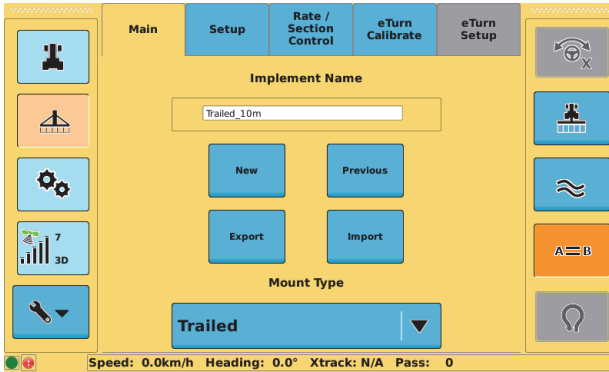 Main
Setup
Rate /
Section
Control
eTurn
Calibrate
eTurn
Setup
Implement Name
Trailed_10m
New
Previous
Export
Import
Mount Type
Trailed
7
3D
X
A=B
Speed: 0.0km/h Heading: 0.0° Xtrack: N/A Pass: 0